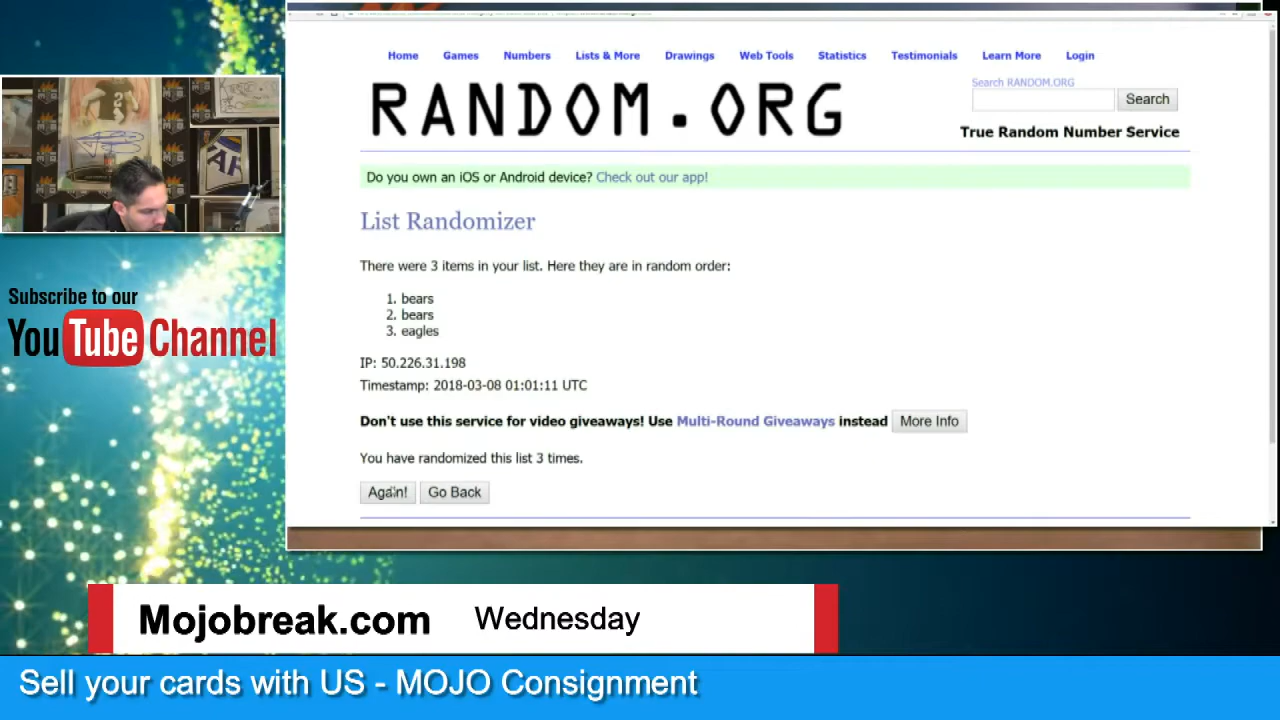 Home Games Numbers Lists & More Drawings Web Tools Statistics Testimonials Learn More Login
RANDOM.ORG
Search RANDOM.ORG
Search
True Random Number Service
Do you own an iOS or Android device? Check out our app!
List Randomizer
There were 3 items in your list. Here they are in random order:
1. bears
2. bears
3. eagles
IP: 50.226.31.198
Timestamp: 2018-03-08 01:01:11 UTC
Don't use this service for video giveaways! Use Multi-Round Giveaways instead More Info
You have randomized this list 3 times.
Again! Go Back
Subscribe to our
YouTube Channel
Mojobreak.com Wednesday
Sell your cards with US - MOJO Consignment